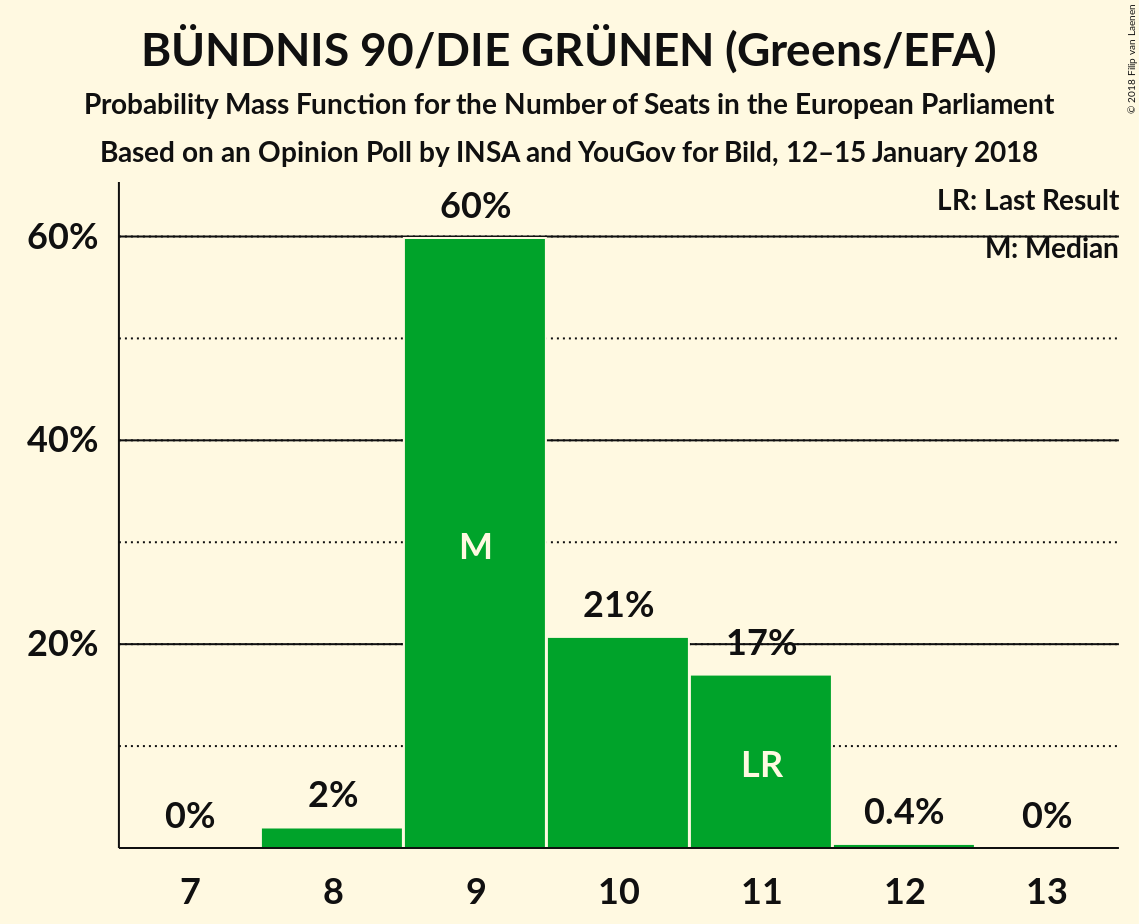 BÜNDNIS 90/DIE GRÜNEN (Greens/EFA)
Probability Mass Function for the Number of Seats in the European Parliament
Based on an Opinion Poll by INSA and YouGov for Bild, 12–15 January 2018
© 2018 Filip van Laenen
LR: Last Result
M: Median
60%
40%
20%
0%
2%
60%
21%
17%
0.4%
0%
M
LR
7 8 9 10 11 12 13